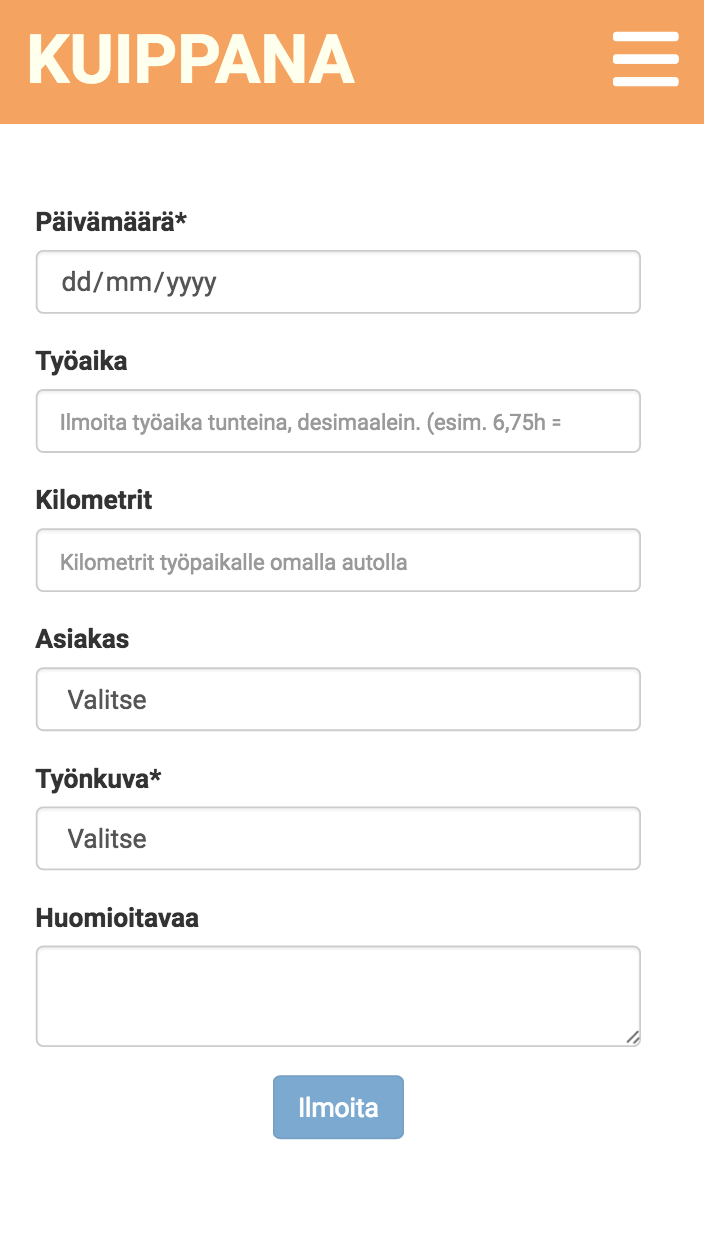 KUIPPANA
Päivämäärä*
dd/mm/yyyy
Työaika
Ilmoita työaika tunteina, desimaalein. (esim. 6,75h =
Kilometrit
Kilometrit työpaikalle omalla autolla
Asiakas
Valitse
Työnkuva*
Valitse
Huomioitavaa
Ilmoita